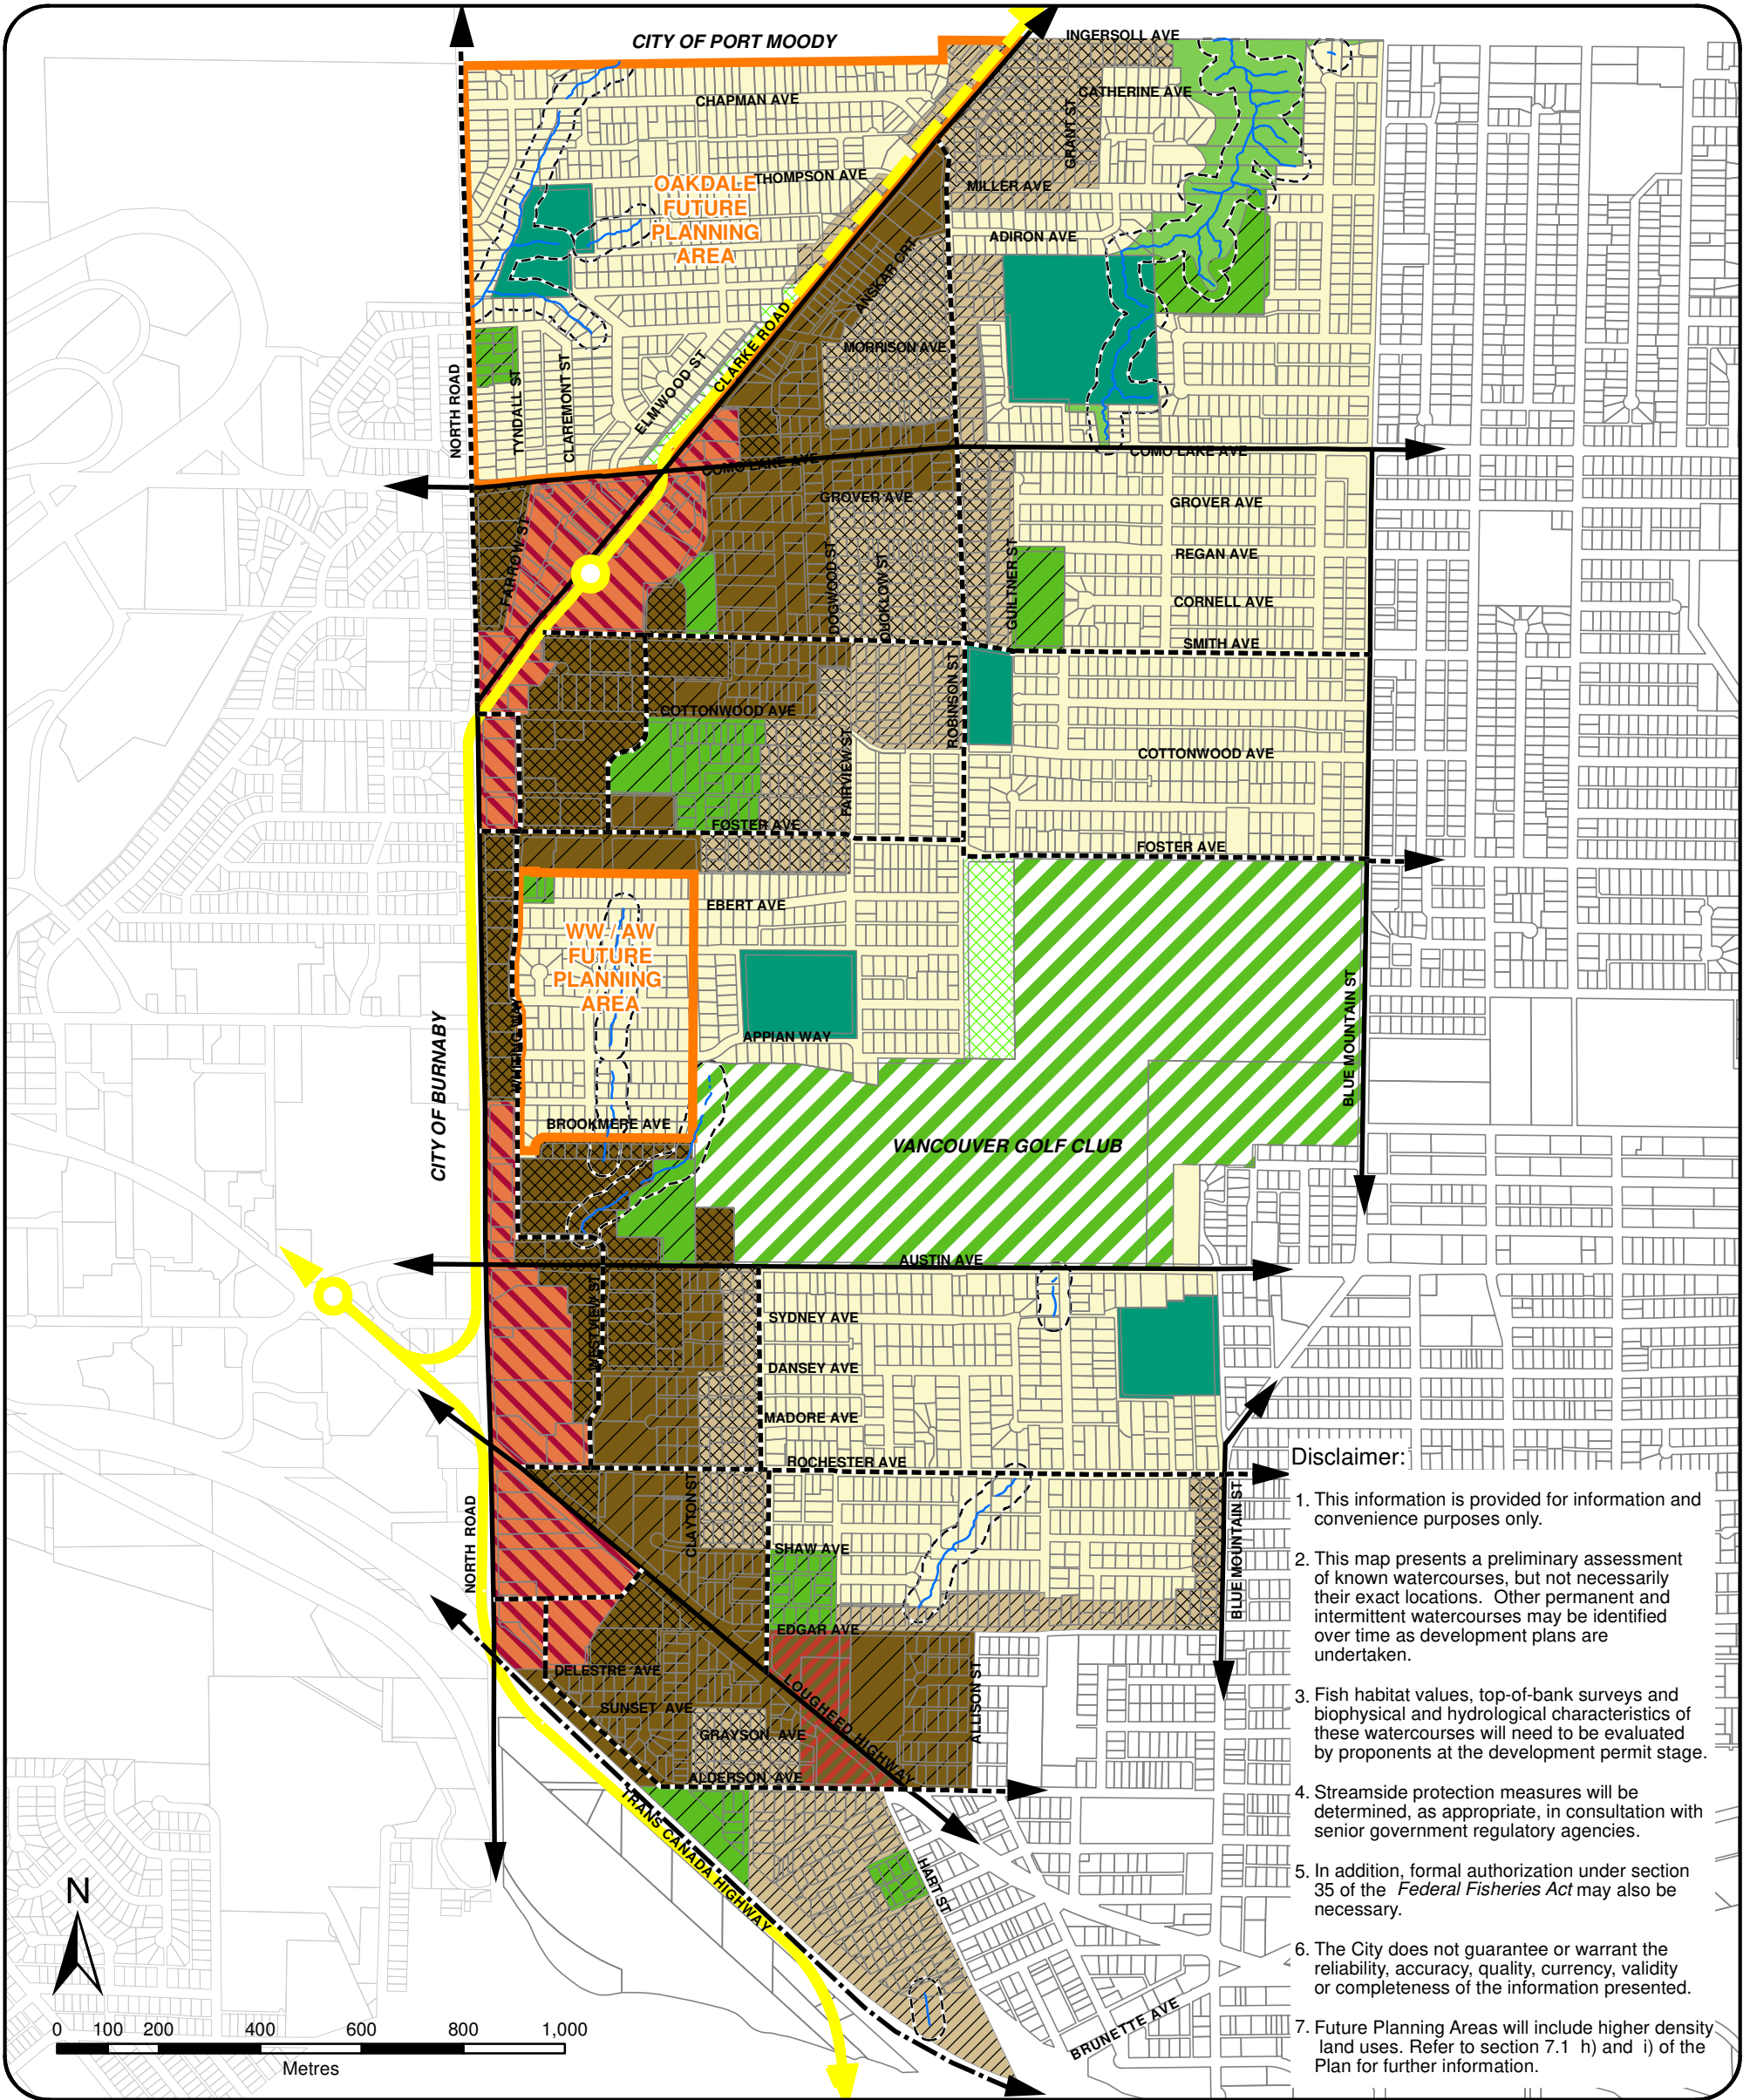 CITY OF PORT MOODY
INGERSOLL AVE
CHAPMAN AVE
CATHERINE AVE
GRANT ST
THOMPSON AVE
OAKDALE
FUTURE
PLANNING
AREA
MILLER AVE
ADIRON AVE
ANSKAR CRT
CLARKE ROAD
MORRISON AVE
NORTH ROAD
TYNDALL ST
CLAREMONT ST
ELMWOOD ST
COMO LAKE AVE
COMO LAKE AVE
GROVER AVE
GROVER AVE
FARROW ST
REGAN AVE
DOGWOOD ST
DUCKLOW ST
GUILTNER ST
CORNELL AVE
SMITH AVE
COTTONWOOD AVE
ROBINSON ST
FAIRVIEW ST
COTTONWOOD AVE
FOSTER AVE
FOSTER AVE
EBERT AVE
WW / AW
FUTURE
PLANNING
AREA
WHITING WAY
APPIAN WAY
BLUE MOUNTAIN ST
CITY OF BURNABY
BROOKMERE AVE
VANCOUVER GOLF CLUB
AUSTIN AVE
WESTVIEW ST
SYDNEY AVE
DANSEY AVE
MADORE AVE
ROCHESTER AVE
NORTH ROAD
CLAYTON ST
BLUE MOUNTAIN ST
SHAW AVE
EDGAR AVE
DELESTRE AVE
LOUGHEED HIGHWAY
ALLISON ST
SUNSET AVE
GRAYSON AVE
ALDERSON AVE
TRANS CANADA HIGHWAY
HART ST
BRUNETTE AVE
Disclaimer:
1. This information is provided for information and
convenience purposes only.
2. This map presents a preliminary assessment
of known watercourses, but not necessarily
their exact locations. Other permanent and
intermittent watercourses may be identified
over time as development plans are
undertaken.
3. Fish habitat values, top-of-bank surveys and
biophysical and hydrological characteristics of
these watercourses will need to be evaluated
by proponents at the development permit stage.
4. Streamside protection measures will be
determined, as appropriate, in consultation with
senior government regulatory agencies.
5. In addition, formal authorization under section
35 of the Federal Fisheries Act may also be
necessary.
6. The City does not guarantee or warrant the
reliability, accuracy, quality, currency, validity
or completeness of the information presented.
7. Future Planning Areas will include higher density
land uses. Refer to section 7.1 h) and i) of the
Plan for further information.
N
0 100 200 400 600 800 1,000
Metres